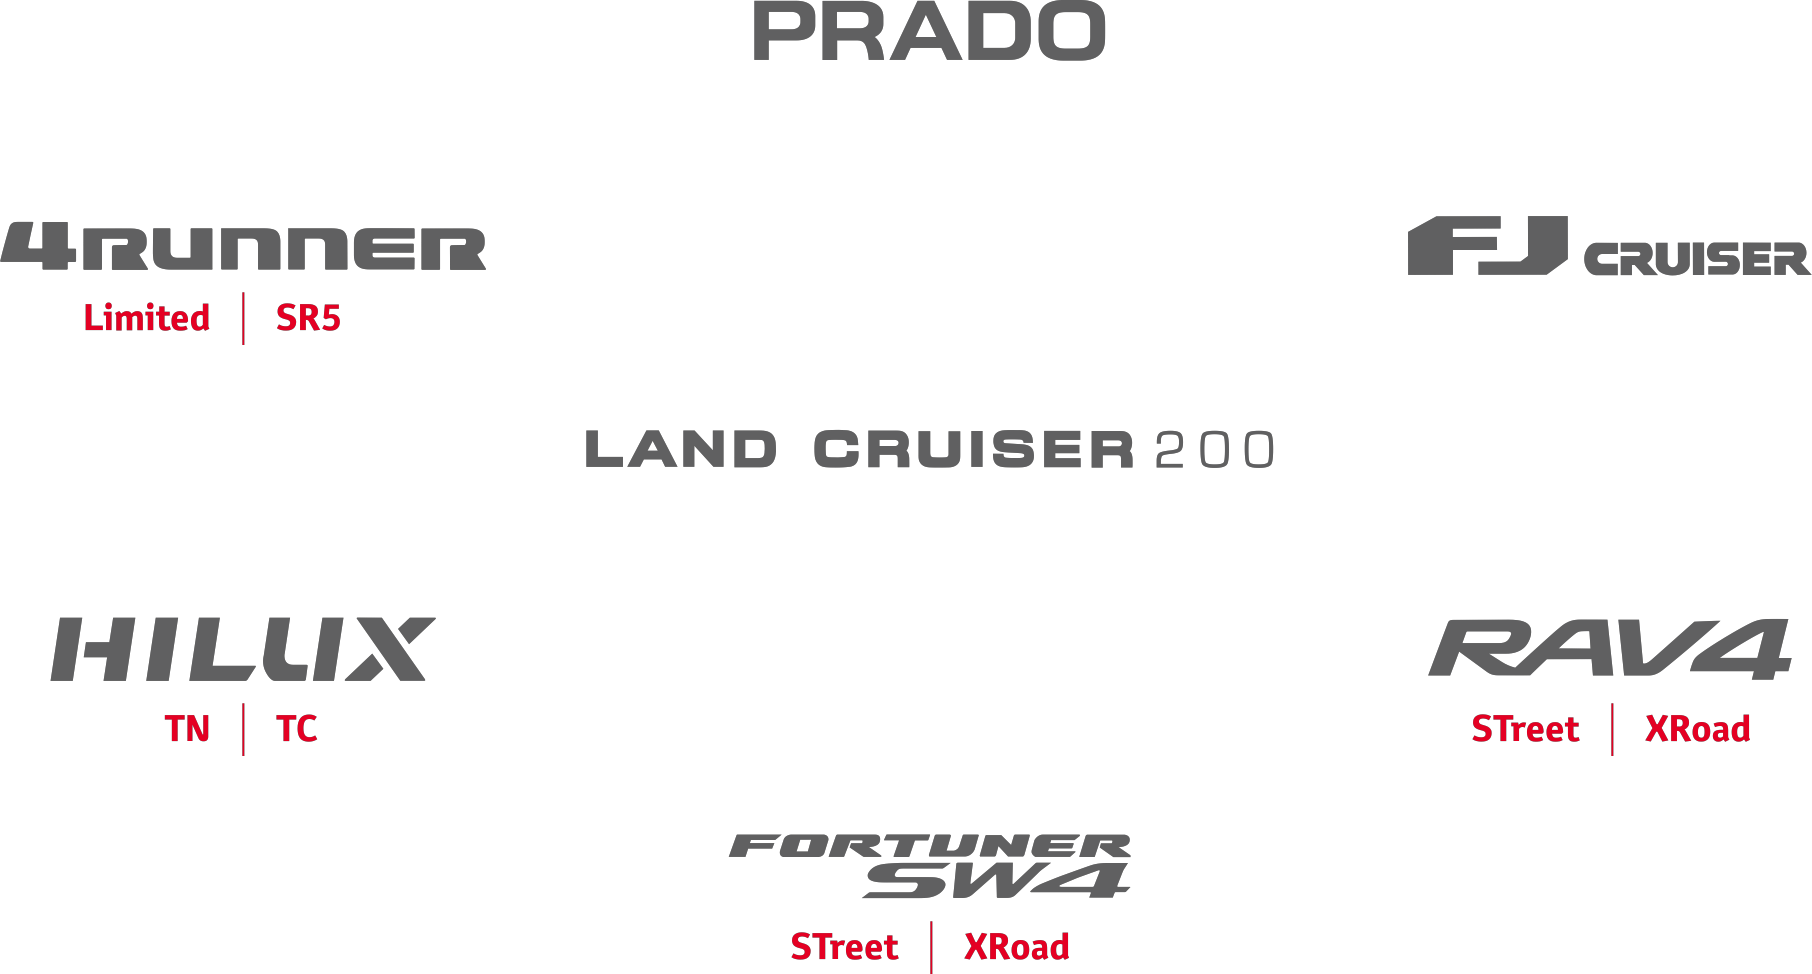 PRADO
4RUNNER
Limited | SR5
FJ CRUISER
LAND CRUISER 200
HILUX
TN | TC
RAV4
STreet | XRoad
FORTUNER
SW4
STreet | XRoad